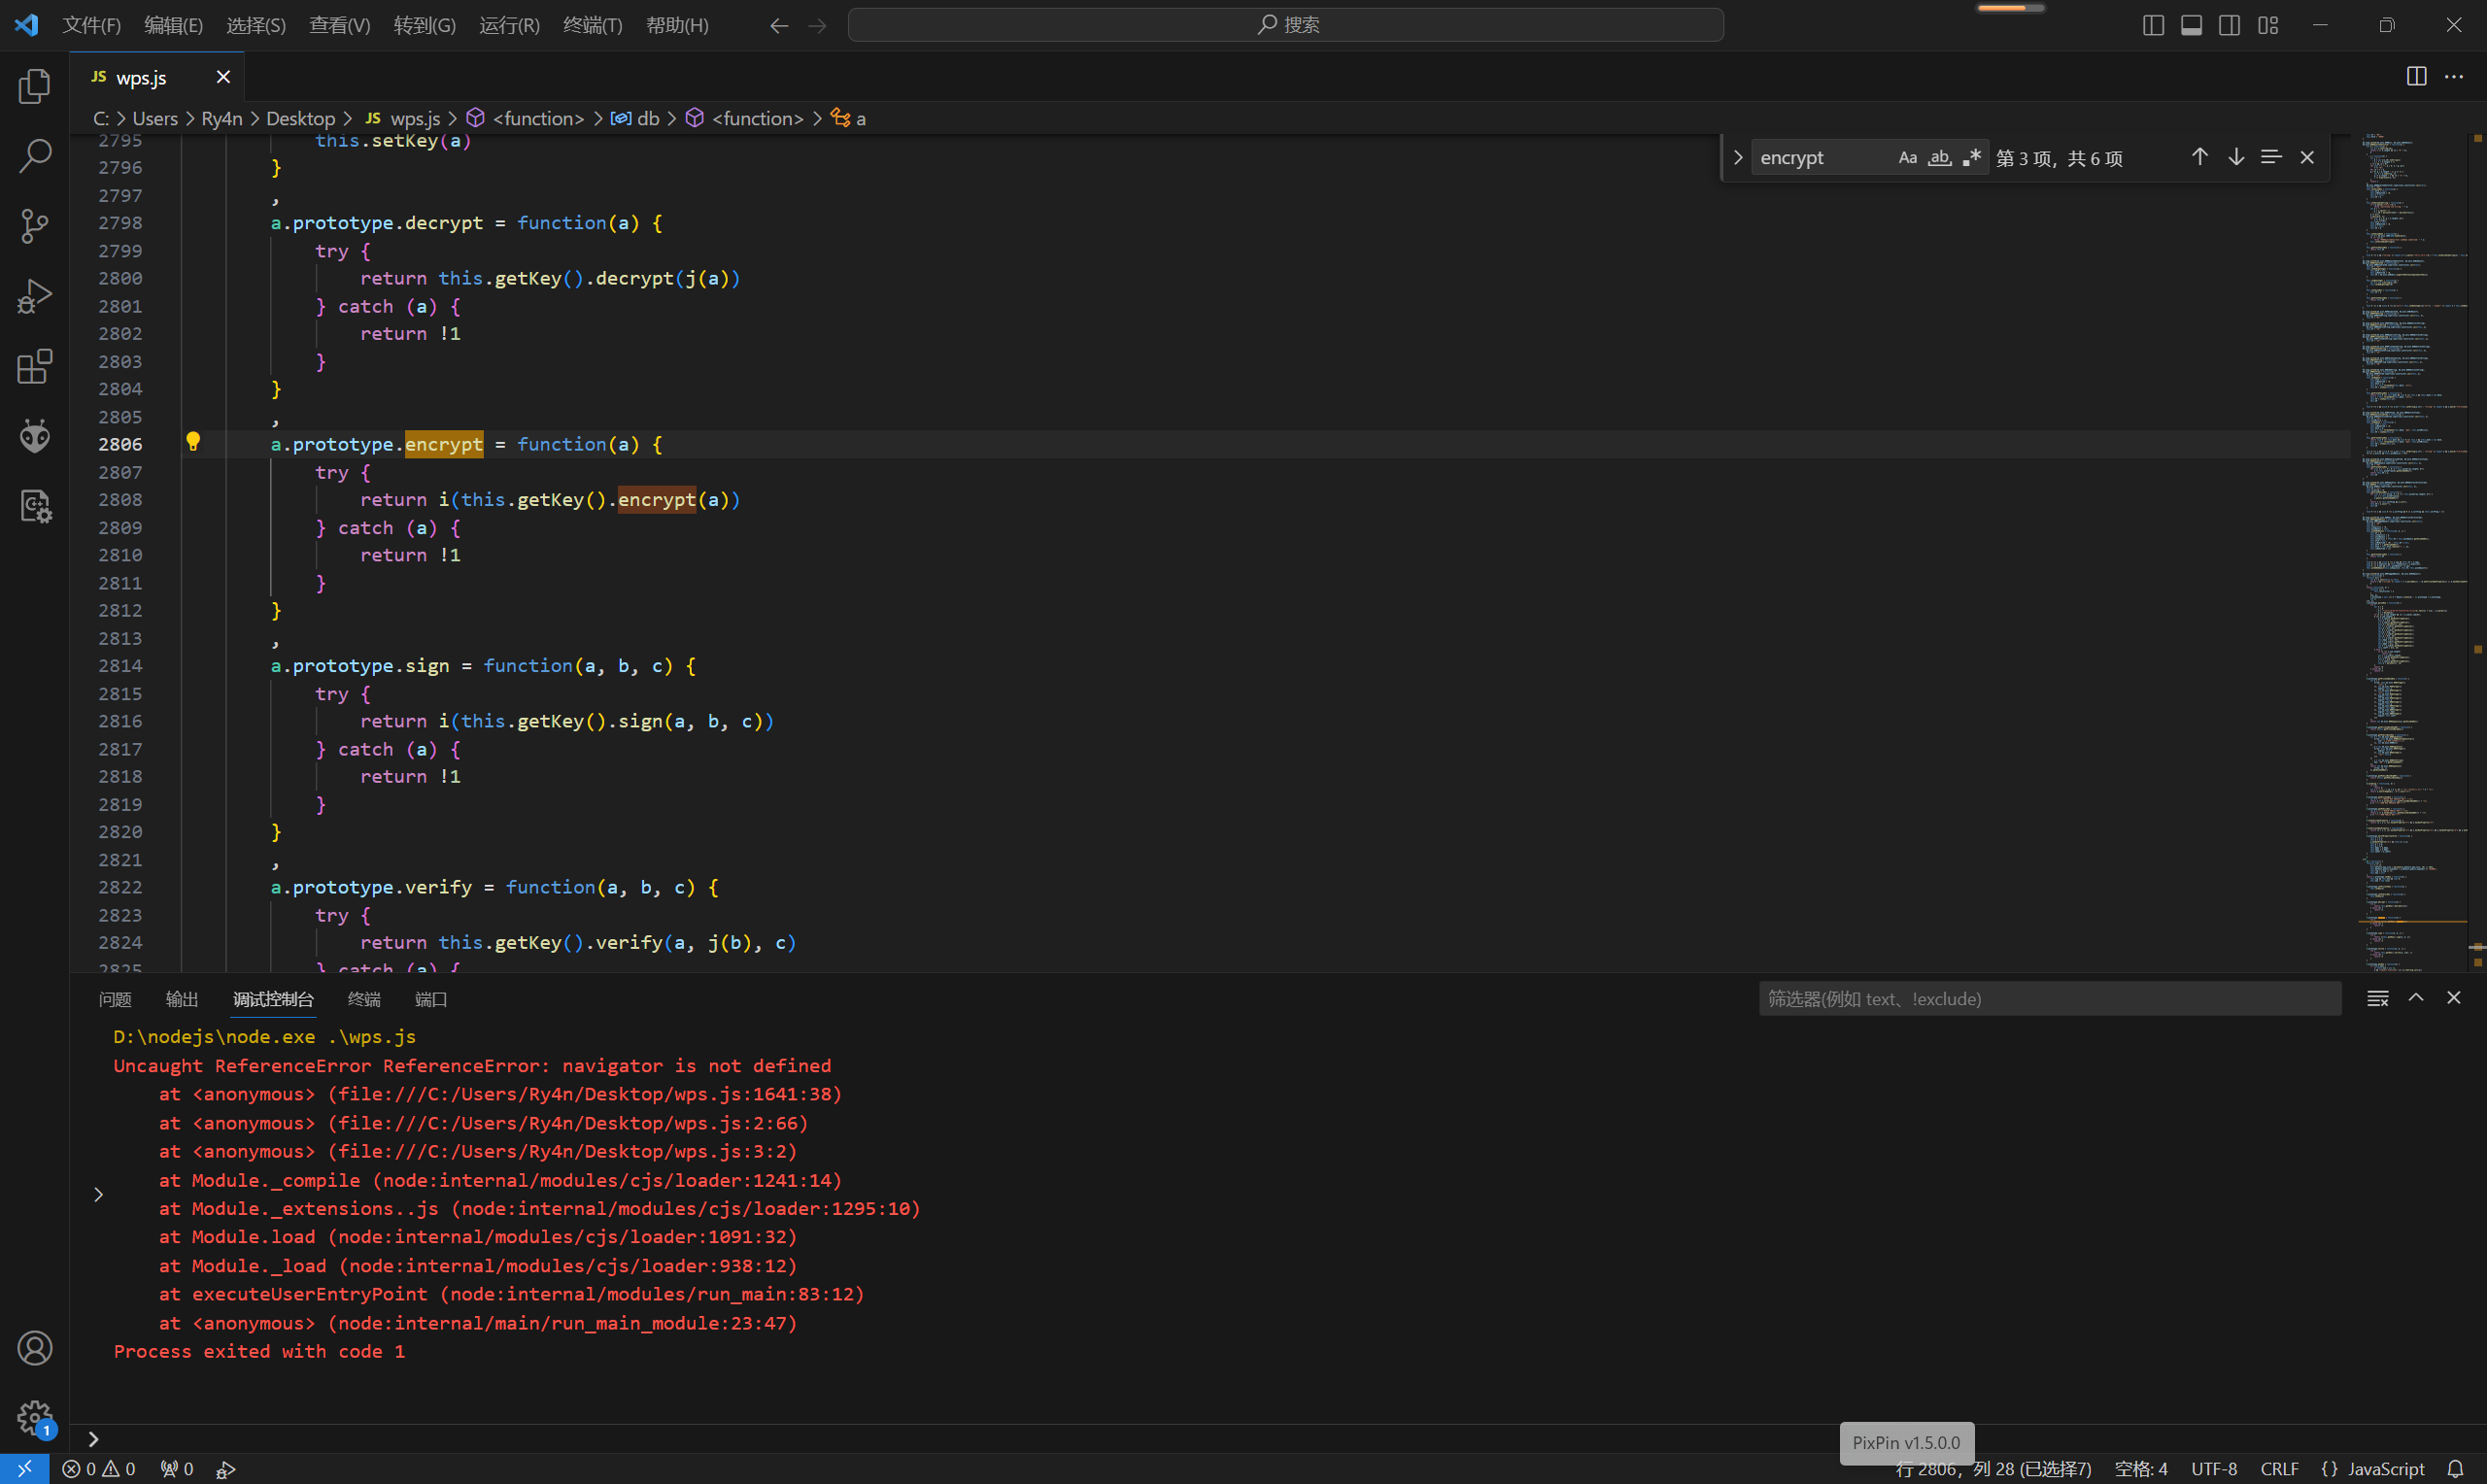 文件(F) 编辑(E) 选择(S) 查看(V) 转到(G) 运行(R) 终端(T) 帮助(H) 搜索
JS wps.js
C: > Users > Ry4n > Desktop > JS wps.js > <function> > db > <function> > a
encrypt Aa ab .* 第 3 项，共 6 项
2795 this.setKey(a)
2796 }
2797 ,
2798 a.prototype.decrypt = function(a) {
2799 try {
2800 return this.getKey().decrypt(j(a))
2801 } catch (a) {
2802 return !1
2803 }
2804 }
2805 ,
2806 a.prototype.encrypt = function(a) {
2807 try {
2808 return i(this.getKey().encrypt(a))
2809 } catch (a) {
2810 return !1
2811 }
2812 }
2813 ,
2814 a.prototype.sign = function(a, b, c) {
2815 try {
2816 return i(this.getKey().sign(a, b, c))
2817 } catch (a) {
2818 return !1
2819 }
2820 }
2821 ,
2822 a.prototype.verify = function(a, b, c) {
2823 try {
2824 return this.getKey().verify(a, j(b), c)
2825 } catch (a) {
问题 输出 调试控制台 终端 端口 筛选器(例如 text、!exclude)
D:\nodejs\node.exe .\wps.js
Uncaught ReferenceError ReferenceError: navigator is not defined
at <anonymous> (file:///C:/Users/Ry4n/Desktop/wps.js:1641:38)
at <anonymous> (file:///C:/Users/Ry4n/Desktop/wps.js:2:66)
at <anonymous> (file:///C:/Users/Ry4n/Desktop/wps.js:3:2)
at Module._compile (node:internal/modules/cjs/loader:1241:14)
at Module._extensions..js (node:internal/modules/cjs/loader:1295:10)
at Module.load (node:internal/modules/cjs/loader:1091:32)
at Module._load (node:internal/modules/cjs/loader:938:12)
at executeUserEntryPoint (node:internal/modules/run_main:83:12)
at <anonymous> (node:internal/main/run_main_module:23:47)
Process exited with code 1
1
PixPin v1.5.0.0
0 0 0 行 2806，列 28 (已选择7) 空格: 4 UTF-8 CRLF {} JavaScript